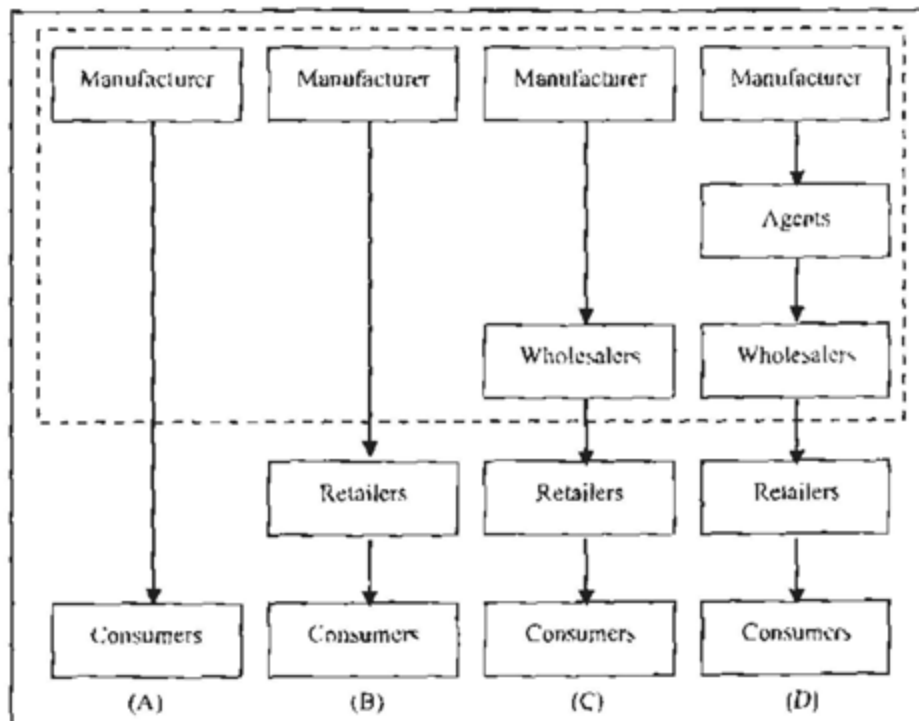 Manufacturer Manufacturer Manufacturer Manufacturer
Agents
Wholesalers Wholesalers
Retailers Retailers Retailers
Consumers Consumers Consumers Consumers
(A) (B) (C) (D)